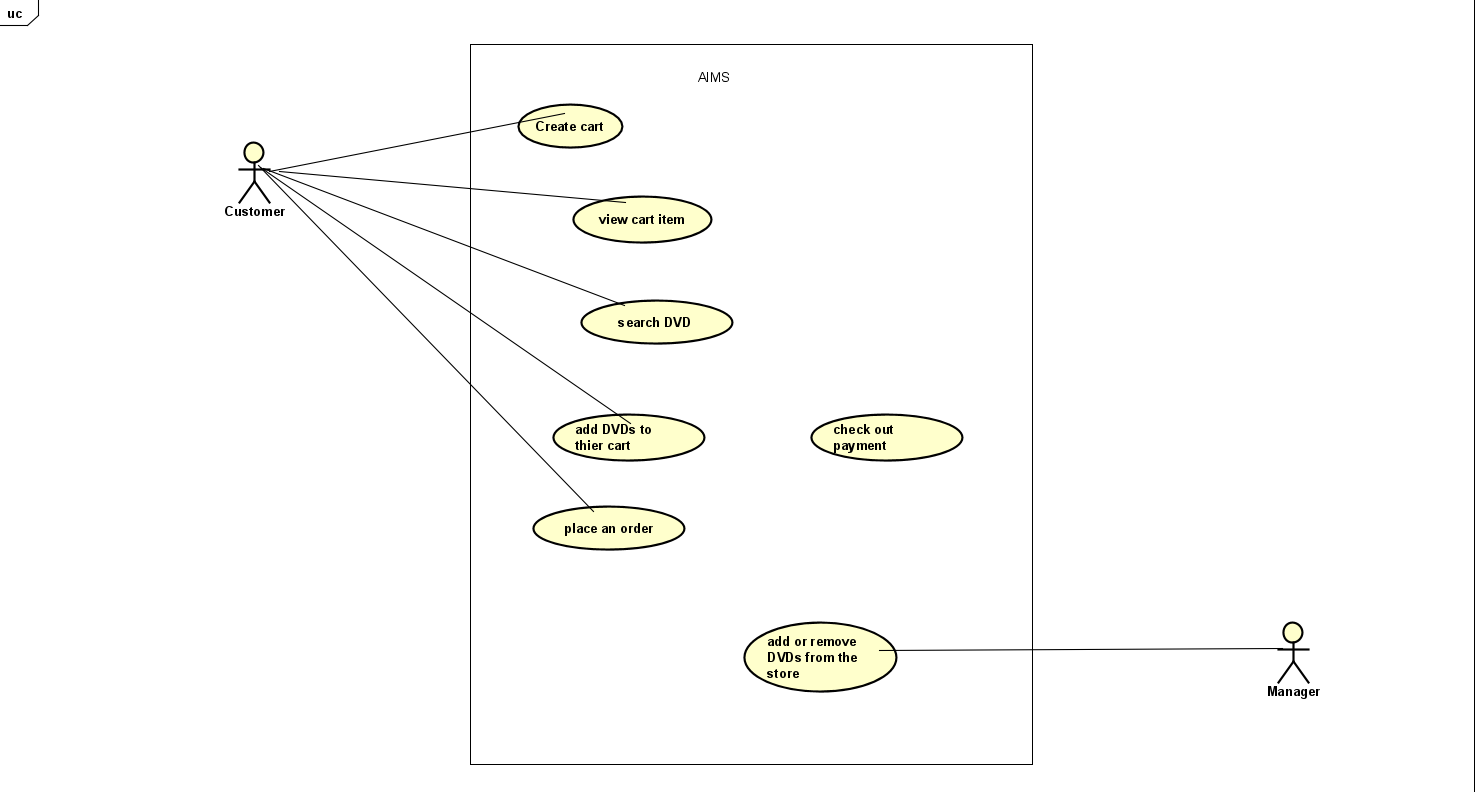 uc
AIMS
Create cart
Customer
view cart item
search DVD
add DVDs to
thier cart
check out
payment
place an order
add or remove
DVDs from the
store
Manager